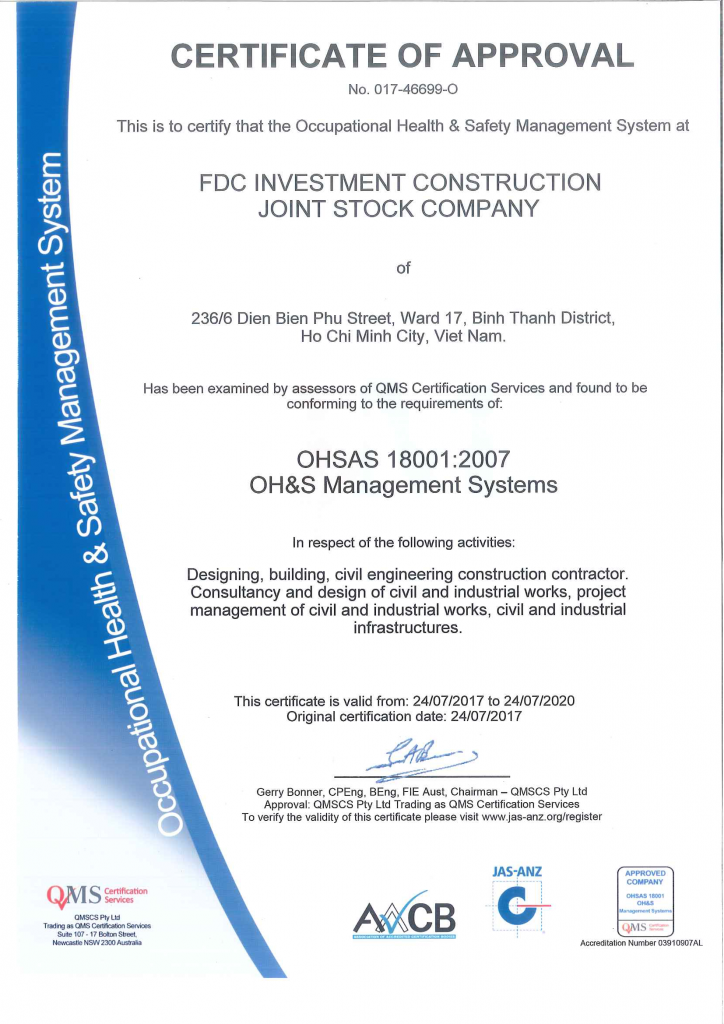 CERTIFICATE OF APPROVAL
No. 017-46699-O
This is to certify that the Occupational Health & Safety Management System at
FDC INVESTMENT CONSTRUCTION
JOINT STOCK COMPANY
of
236/6 Dien Bien Phu Street, Ward 17, Binh Thanh District,
Ho Chi Minh City, Viet Nam.
Has been examined by assessors of QMS Certification Services and found to be
conforming to the requirements of:
OHSAS 18001:2007
OH&S Management Systems
In respect of the following activities:
Designing, building, civil engineering construction contractor.
Consultancy and design of civil and industrial works, project
management of civil and industrial works, civil and industrial
infrastructures.
This certificate is valid from: 24/07/2017 to 24/07/2020
Original certification date: 24/07/2017
Gerry Bonner, CPEng, BEng, FIE Aust, Chairman – QMSCS Pty Ltd
Approval: QMSCS Pty Ltd Trading as QMS Certification Services
To verify the validity of this certificate please visit www.jas-anz.org/register
Occupational Health & Safety Management System
QMS Certification
Services
QMSCS Pty Ltd
Trading as QMS Certification Services
Suite 107 - 17 Bolton Street,
Newcastle NSW 2300 Australia
AACB
ASSOCIATION OF ACCREDITED CERTIFICATION BODIES
JAS-ANZ
APPROVED
COMPANY
OHSAS 18001
OH&S
Management Systems
QMS Certification
Services
Accreditation Number 03910907AL